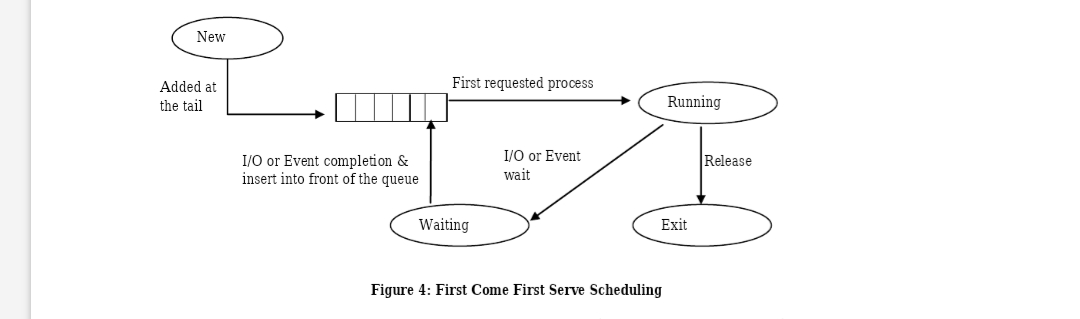 New
Added at
the tail
First requested process
Running
I/O or Event completion &
insert into front of the queue
I/O or Event
wait
Release
Waiting
Exit
Figure 4: First Come First Serve Scheduling